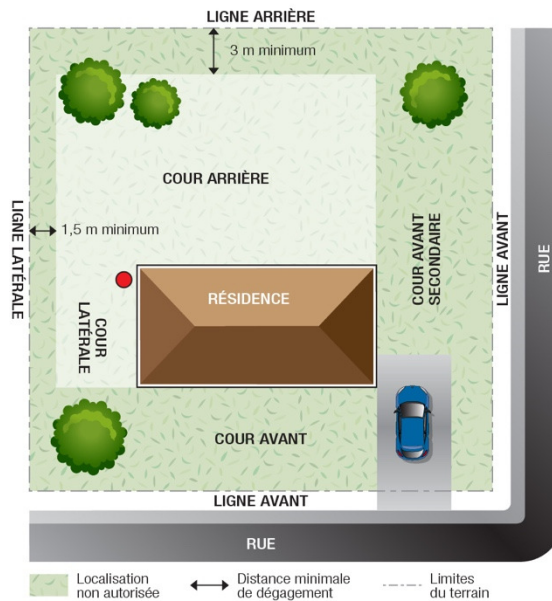 LIGNE ARRIÈRE
3 m minimum
COUR ARRIÈRE
LIGNE LATÉRALE
1,5 m minimum
COUR AVANT
SECONDAIRE
LIGNE AVANT
RUE
RÉSIDENCE
COUR
LATÉRALE
COUR AVANT
LIGNE AVANT
RUE
Localisation
non autorisée
Distance minimale
de dégagement
Limites
du terrain